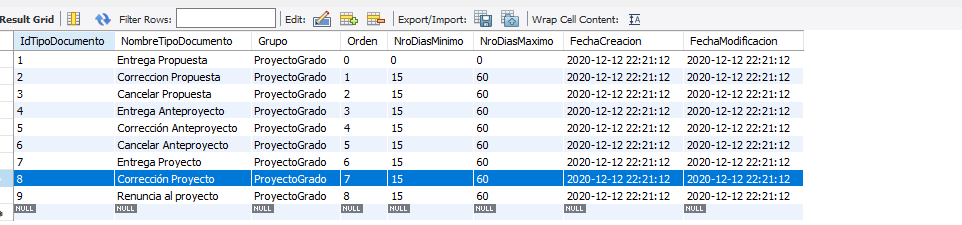 Result Grid Filter Rows: Edit: Export/Import: Wrap Cell Content: IA
IdTipoDocumento NombreTipoDocumento Grupo Orden NroDiasMinimo NroDiasMaximo FechaCreacion FechaModificacion
1 Entrega Propuesta ProyectoGrado 0 0 0 2020-12-12 22:21:12 2020-12-12 22:21:12
2 Correccion Propuesta ProyectoGrado 1 15 60 2020-12-12 22:21:12 2020-12-12 22:21:12
3 Cancelar Propuesta ProyectoGrado 2 15 60 2020-12-12 22:21:12 2020-12-12 22:21:12
4 Entrega Anteproyecto ProyectoGrado 3 15 60 2020-12-12 22:21:12 2020-12-12 22:21:12
5 Corrección Anteproyecto ProyectoGrado 4 15 60 2020-12-12 22:21:12 2020-12-12 22:21:12
6 Cancelar Anteproyecto ProyectoGrado 5 15 60 2020-12-12 22:21:12 2020-12-12 22:21:12
7 Entrega Proyecto ProyectoGrado 6 15 60 2020-12-12 22:21:12 2020-12-12 22:21:12
8 Corrección Proyecto ProyectoGrado 7 15 60 2020-12-12 22:21:12 2020-12-12 22:21:12
9 Renuncia al proyecto ProyectoGrado 8 15 60 2020-12-12 22:21:12 2020-12-12 22:21:12
NULL NULL NULL NULL NULL NULL NULL NULL